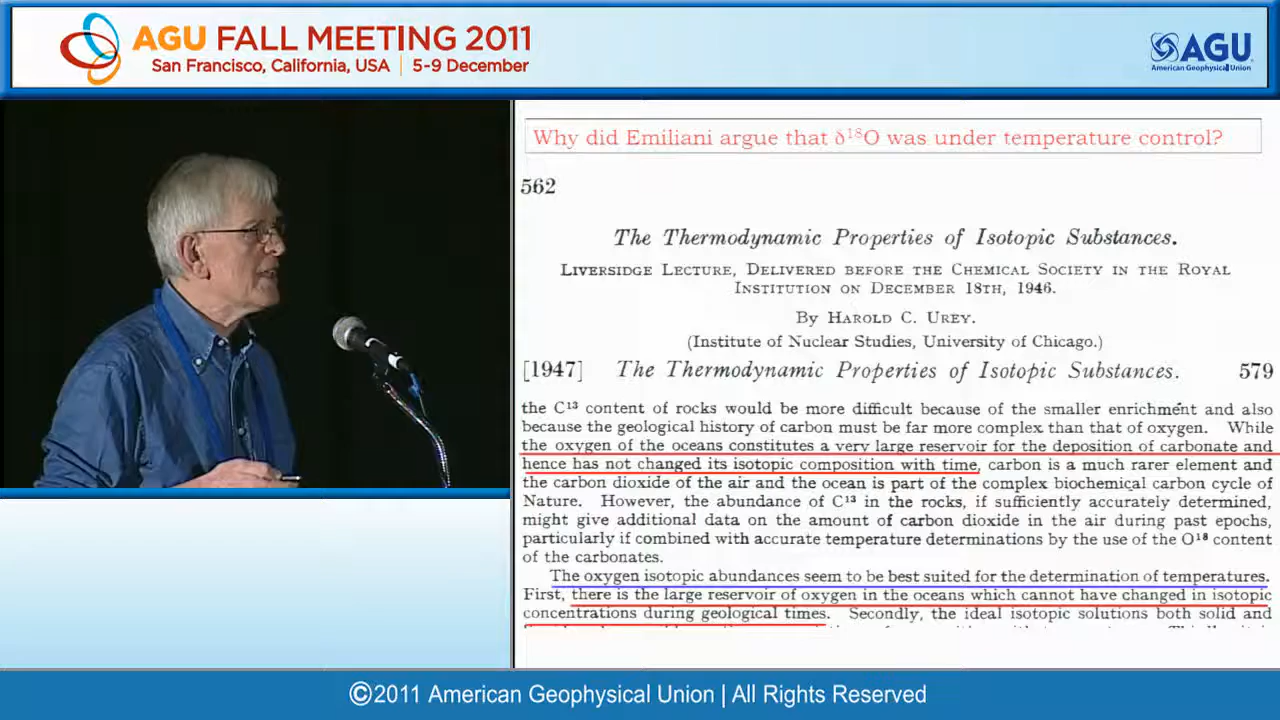 AGU FALL MEETING 2011
San Francisco, California, USA | 5-9 December
AGU
American Geophysical Union
Why did Emiliani argue that δ¹⁸O was under temperature control?
562
The Thermodynamic Properties of Isotopic Substances.
LIVERSIDGE LECTURE, DELIVERED BEFORE THE CHEMICAL SOCIETY IN THE ROYAL
INSTITUTION ON DECEMBER 18TH, 1946.
By HAROLD C. UREY.
(Institute of Nuclear Studies, University of Chicago.)
[1947] The Thermodynamic Properties of Isotopic Substances. 579
the C¹³ content of rocks would be more difficult because of the smaller enrichment and also
because the geological history of carbon must be far more complex than that of oxygen. While
the oxygen of the oceans constitutes a very large reservoir for the deposition of carbonate and
hence has not changed its isotopic composition with time, carbon is a much rarer element and
the carbon dioxide of the air and the ocean is part of the complex biochemical carbon cycle of
Nature. However, the abundance of C¹³ in the rocks, if sufficiently accurately determined,
might give additional data on the amount of carbon dioxide in the air during past epochs,
particularly if combined with accurate temperature determinations by the use of the O¹⁸ content
of the carbonates.
The oxygen isotopic abundances seem to be best suited for the determination of temperatures.
First, there is the large reservoir of oxygen in the oceans which cannot have changed in isotopic
concentrations during geological times. Secondly, the ideal isotopic solutions both solid and
©2011 American Geophysical Union | All Rights Reserved